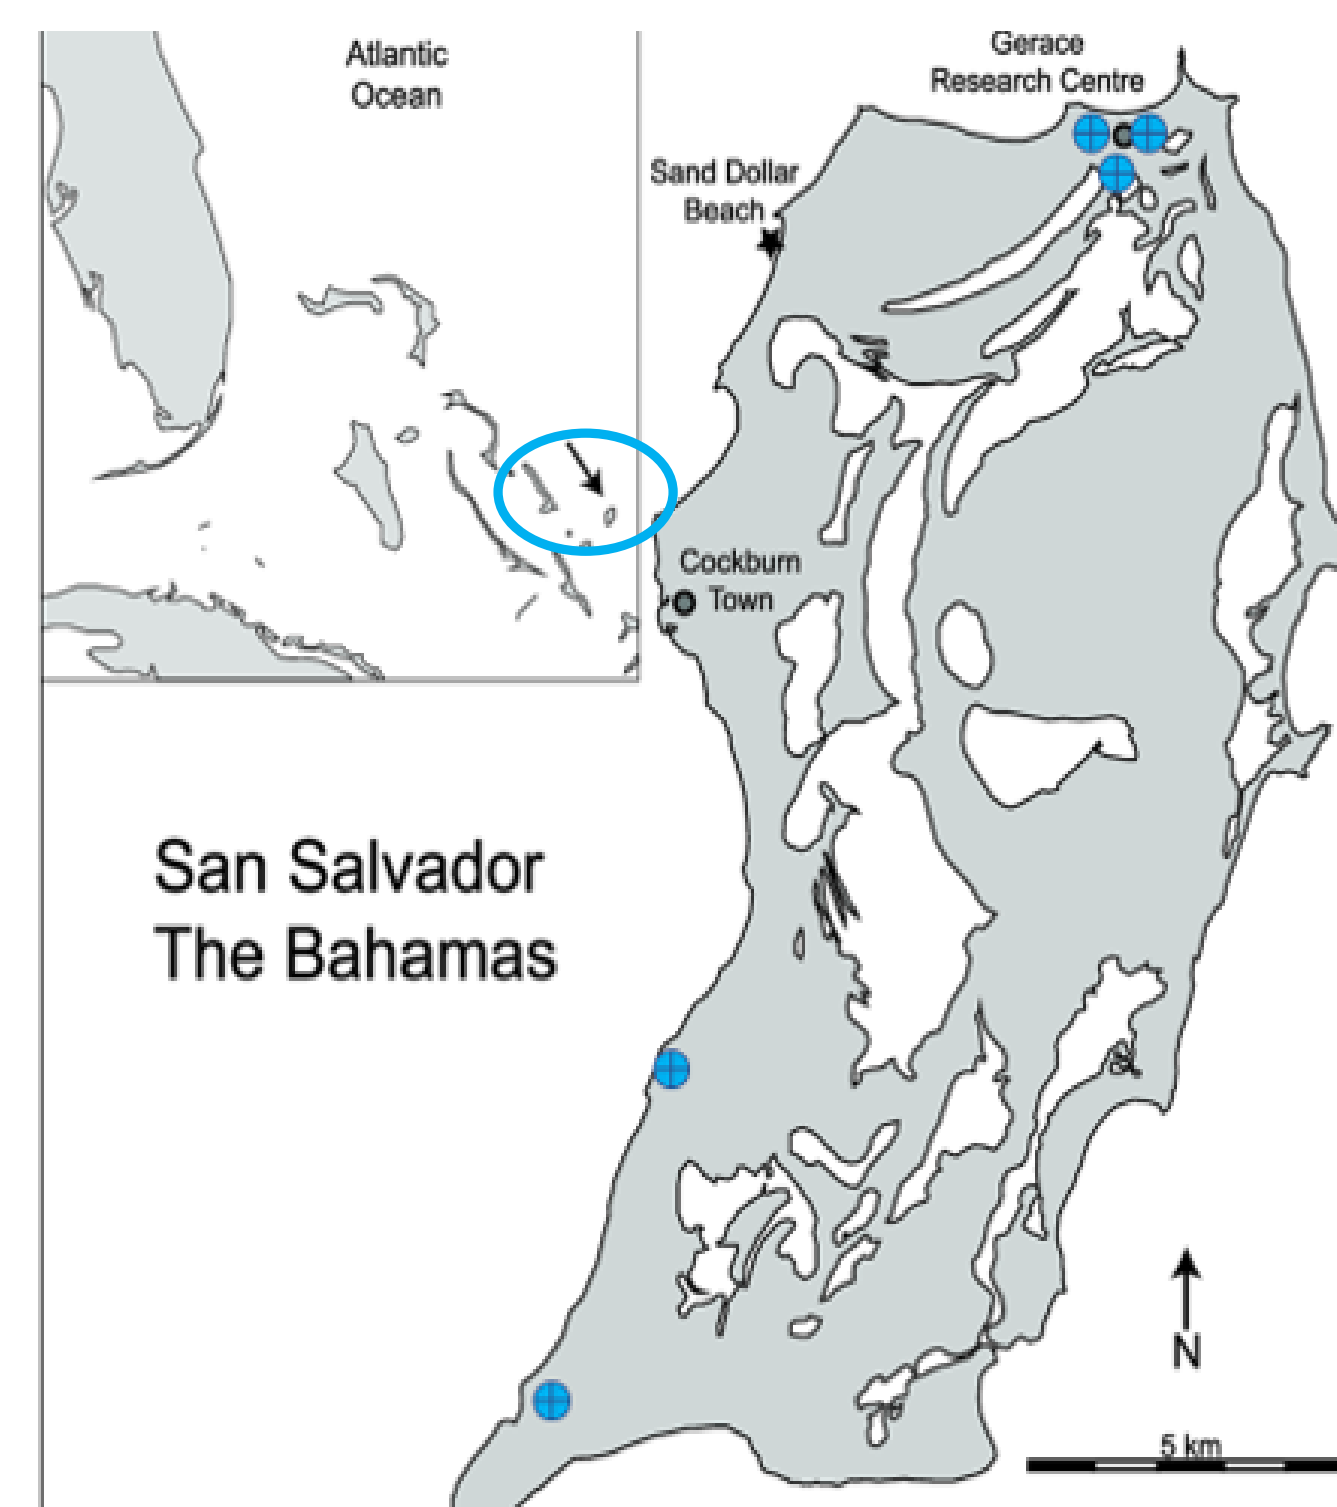 Atlantic
Ocean
Gerace
Research Centre
Sand Dollar
Beach
Cockburn
Town
San Salvador
The Bahamas
N
5 km